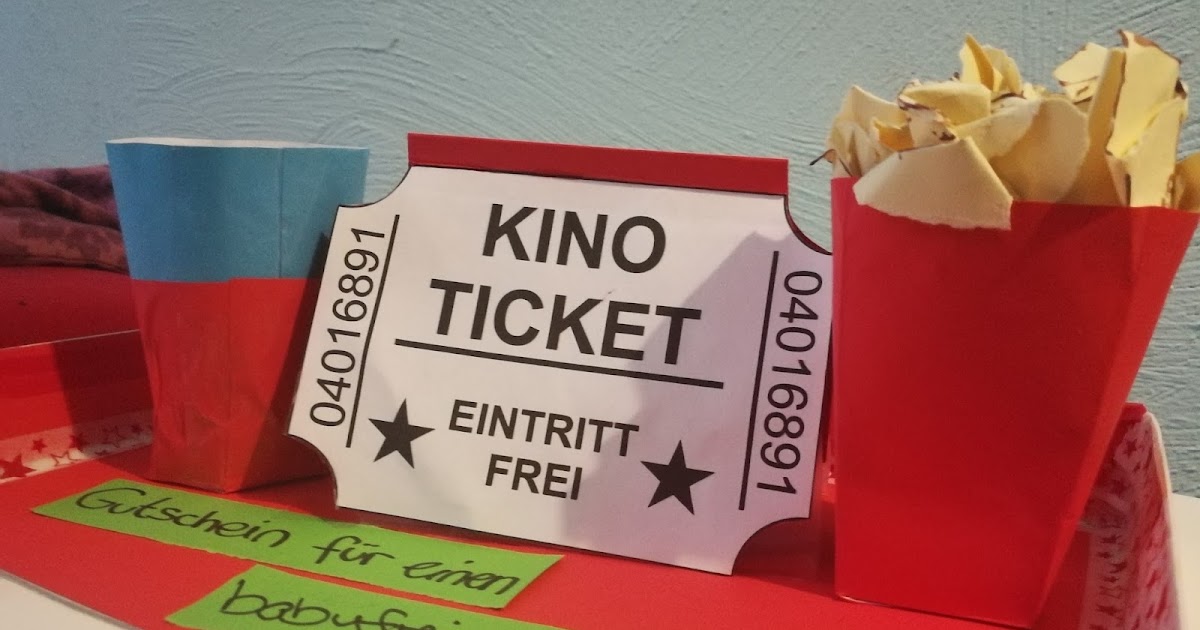 KINO
TICKET
EINTRITT
FREI
04016891
04016891
Gutschein für einen